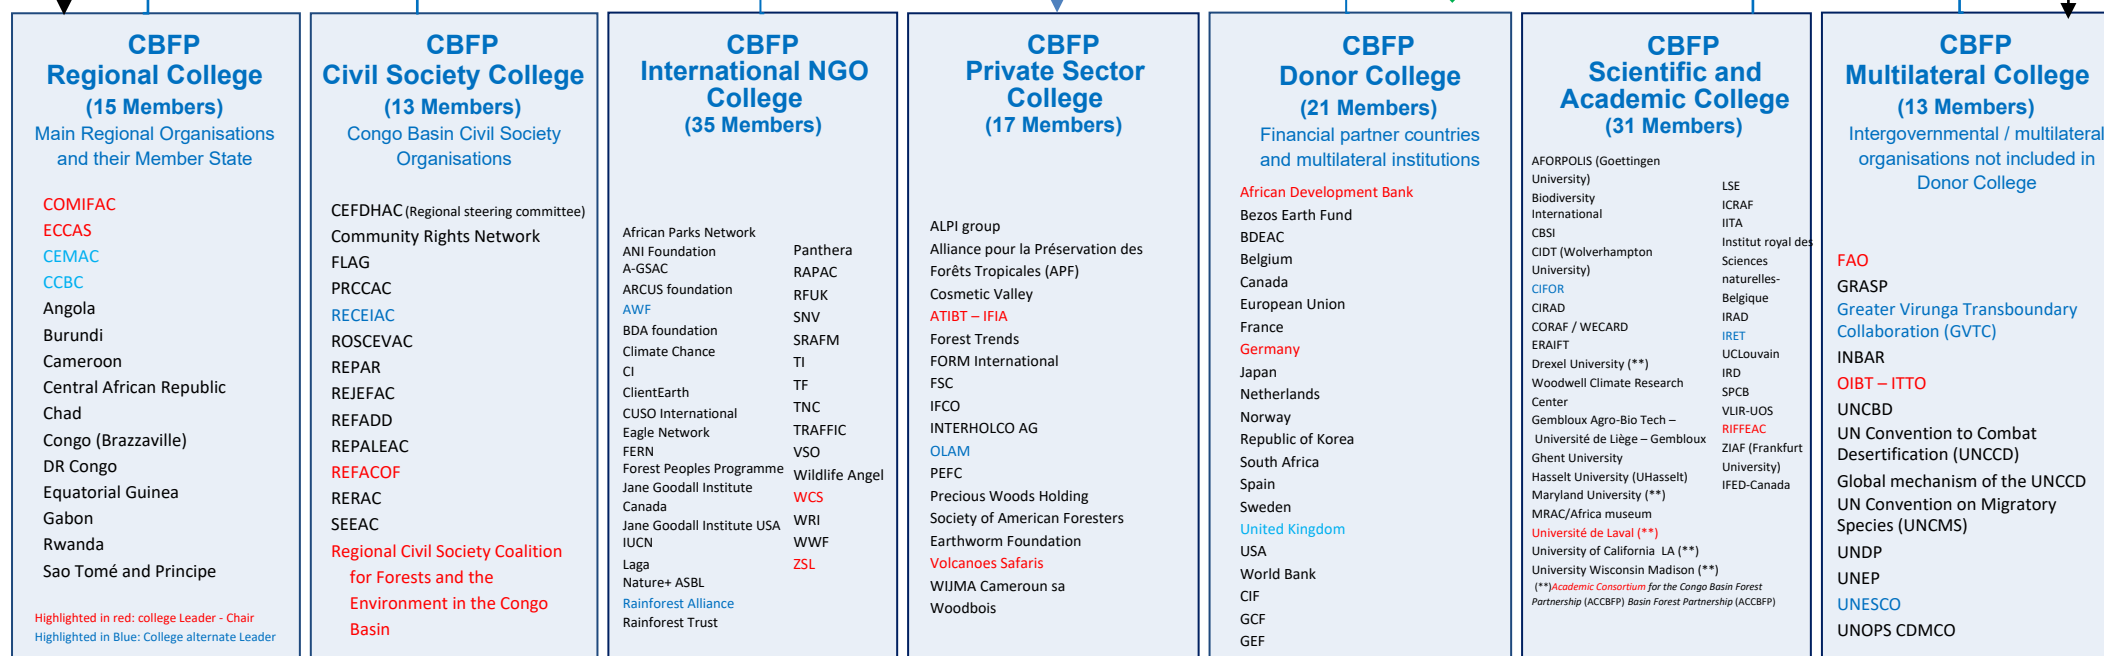 CBFP
Regional College
(15 Members)
Main Regional Organisations
and their Member State
COMIFAC
ECCAS
CEMAC
CCBC
Angola
Burundi
Cameroon
Central African Republic
Chad
Congo (Brazzaville)
DR Congo
Equatorial Guinea
Gabon
Rwanda
Sao Tomé and Principe
Highlighted in red: college Leader - Chair
Highlighted in Blue: College alternate Leader
CBFP
Civil Society College
(13 Members)
Congo Basin Civil Society
Organisations
CEFDHAC (Regional steering committee)
Community Rights Network
FLAG
PRCCAC
RECEIAC
ROSCEVAC
REPAR
REJEFAC
REFADD
REPALEAC
REFACOF
RERAC
SEEAC
Regional Civil Society Coalition
for Forests and the
Environment in the Congo
Basin
CBFP
International NGO
College
(35 Members)
African Parks Network
ANI Foundation
A-GSAC
ARCUS foundation
AWF
BDA foundation
Climate Chance
CI
ClientEarth
CUSO International
Eagle Network
FERN
Forest Peoples Programme
Jane Goodall Institute
Canada
Jane Goodall Institute USA
IUCN
Laga
Nature+ ASBL
Rainforest Alliance
Rainforest Trust
Panthera
RAPAC
RFUK
SNV
SRAFM
TI
TF
TNC
TRAFFIC
VSO
Wildlife Angel
WCS
WRI
WWF
ZSL
CBFP
Private Sector
College
(17 Members)
ALPI group
Alliance pour la Préservation des
Forêts Tropicales (APF)
Cosmetic Valley
ATIBT – IFIA
Forest Trends
FORM International
FSC
IFCO
INTERHOLCO AG
OLAM
PEFC
Precious Woods Holding
Society of American Foresters
Earthworm Foundation
Volcanoes Safaris
WIJMA Cameroun sa
Woodbois
CBFP
Donor College
(21 Members)
Financial partner countries
and multilateral institutions
African Development Bank
Bezos Earth Fund
BDEAC
Belgium
Canada
European Union
France
Germany
Japan
Netherlands
Norway
Republic of Korea
South Africa
Spain
Sweden
United Kingdom
USA
World Bank
CIF
GCF
GEF
CBFP
Scientific and
Academic College
(31 Members)
AFORPOLIS (Goettingen
University)
Biodiversity
International
CBSI
CIDT (Wolverhampton
University)
CIFOR
CIRAD
CORAF / WECARD
ERAIFT
Drexel University (**)
Woodwell Climate Research
Center
Gembloux Agro-Bio Tech –
Université de Liège – Gembloux
Ghent University
Hasselt University (UHasselt)
Maryland University (**)
MRAC/Africa museum
Université de Laval (**)
University of California  LA (**)
University Wisconsin Madison (**)
(**)Academic Consortium for the Congo Basin Forest
Partnership (ACCBFP) Basin Forest Partnership (ACCBFP)
LSE
ICRAF
IITA
Institut royal des
Sciences
naturelles-
Belgique
IRAD
IRET
UCLouvain
IRD
SPCB
VLIR-UOS
RIFFEAC
ZIAF (Frankfurt
University)
IFED-Canada
CBFP
Multilateral College
(13 Members)
Intergovernmental / multilateral
organisations not included in
Donor College
FAO
GRASP
Greater Virunga Transboundary
Collaboration (GVTC)
INBAR
OIBT – ITTO
UNCBD
UN Convention to Combat
Desertification (UNCCD)
Global mechanism of the UNCCD
UN Convention on Migratory
Species (UNCMS)
UNDP
UNEP
UNESCO
UNOPS CDMCO